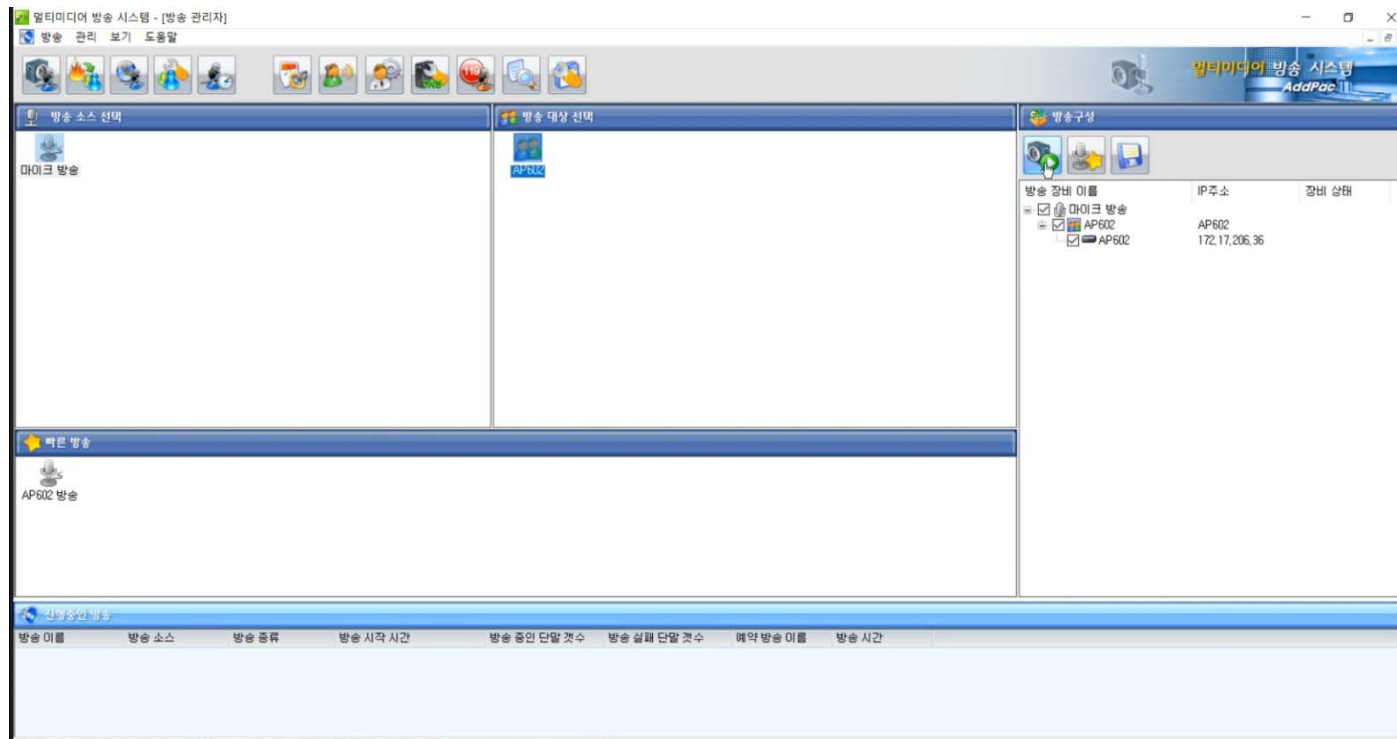 멀티미디어 방송 시스템 - [방송 관리자]
방송 관리 보기 도움말
멀티미디어 방송 시스템
AddPac
방송 소스 선택
마이크 방송
방송 대상 선택
AP602
방송구성
방송 장비 이름 IP주소 장비 상태
마이크 방송
AP602 AP602
AP602 172,17,206,36
빠른 방송
AP602 방송
진행중인 방송
방송 이름 방송 소스 방송 종류 방송 시작 시간 방송 중인 단말 갯수 방송 실패 단말 갯수 예약 방송 이름 방송 시간